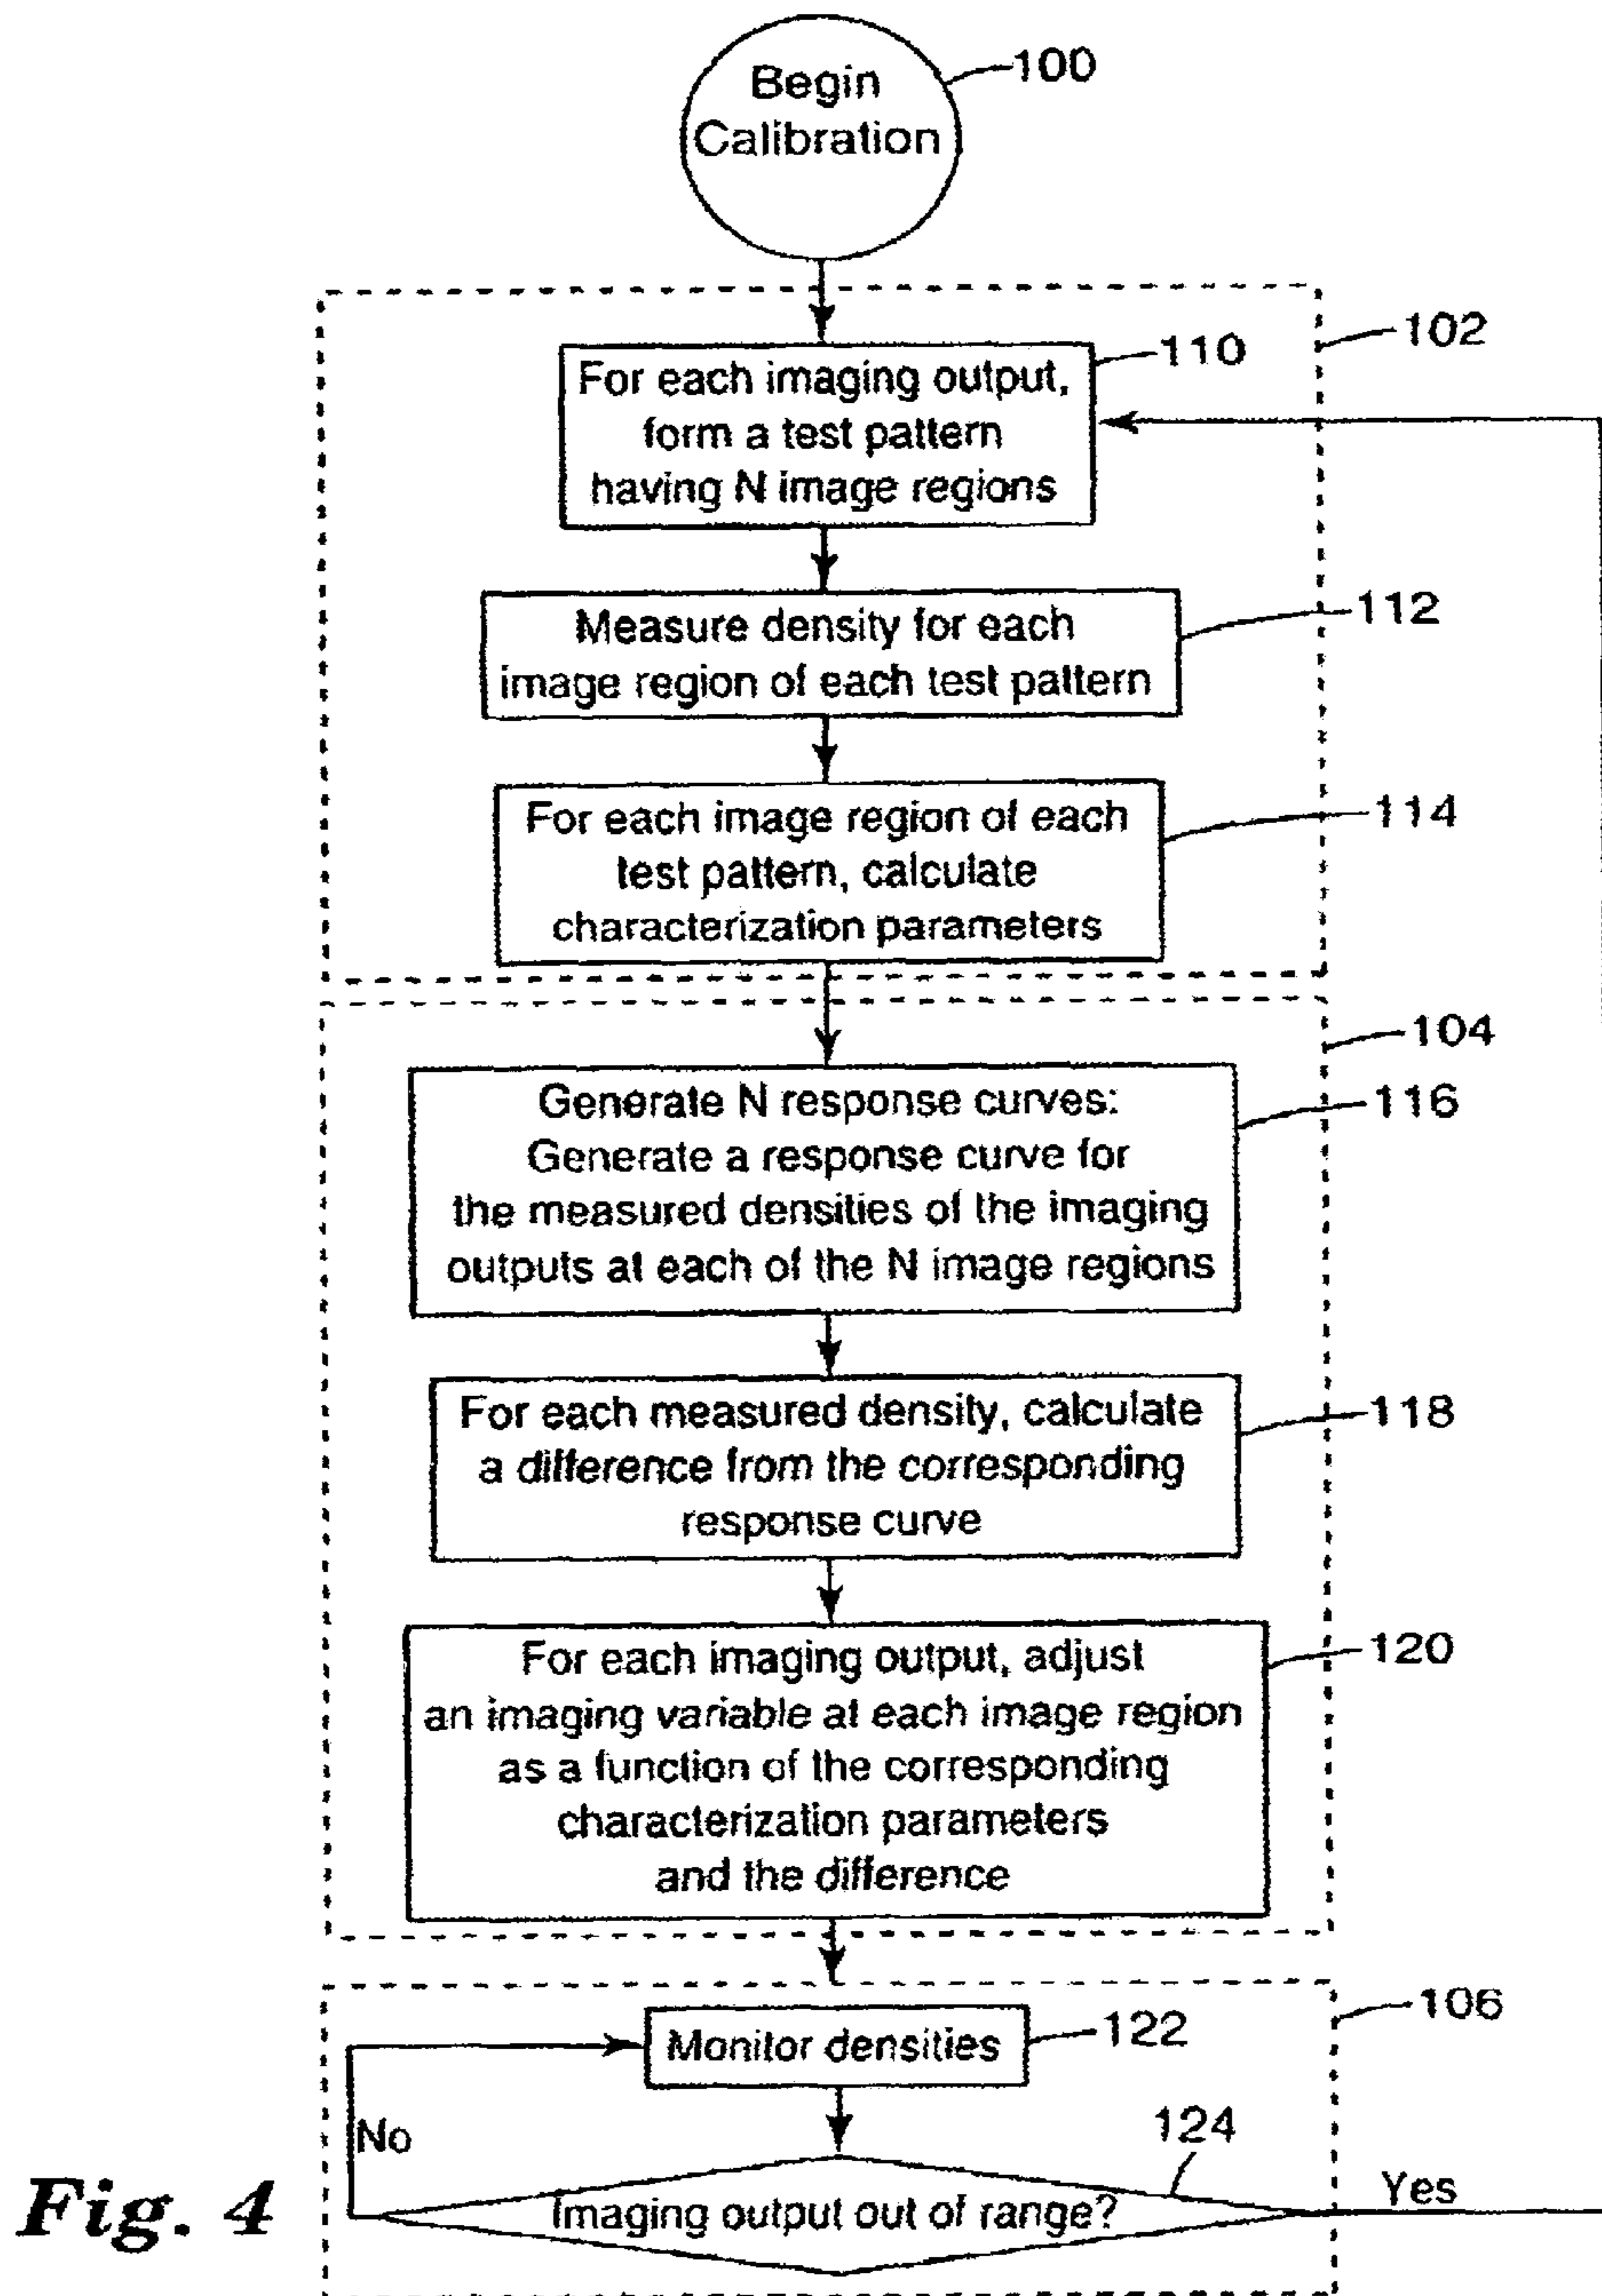 Begin
Calibration
100
102
For each imaging output,
form a test pattern
having N image regions
110
Measure density for each
image region of each test pattern
112
For each image region of each
test pattern, calculate
characterization parameters
114
104
Generate N response curves:
Generate a response curve for
the measured densities of the imaging
outputs at each of the N image regions
116
For each measured density, calculate
a difference from the corresponding
response curve
118
For each imaging output, adjust
an imaging variable at each image region
as a function of the corresponding
characterization parameters
and the difference
120
106
Monitor densities
122
No
124
Imaging output out of range?
Yes
Fig. 4